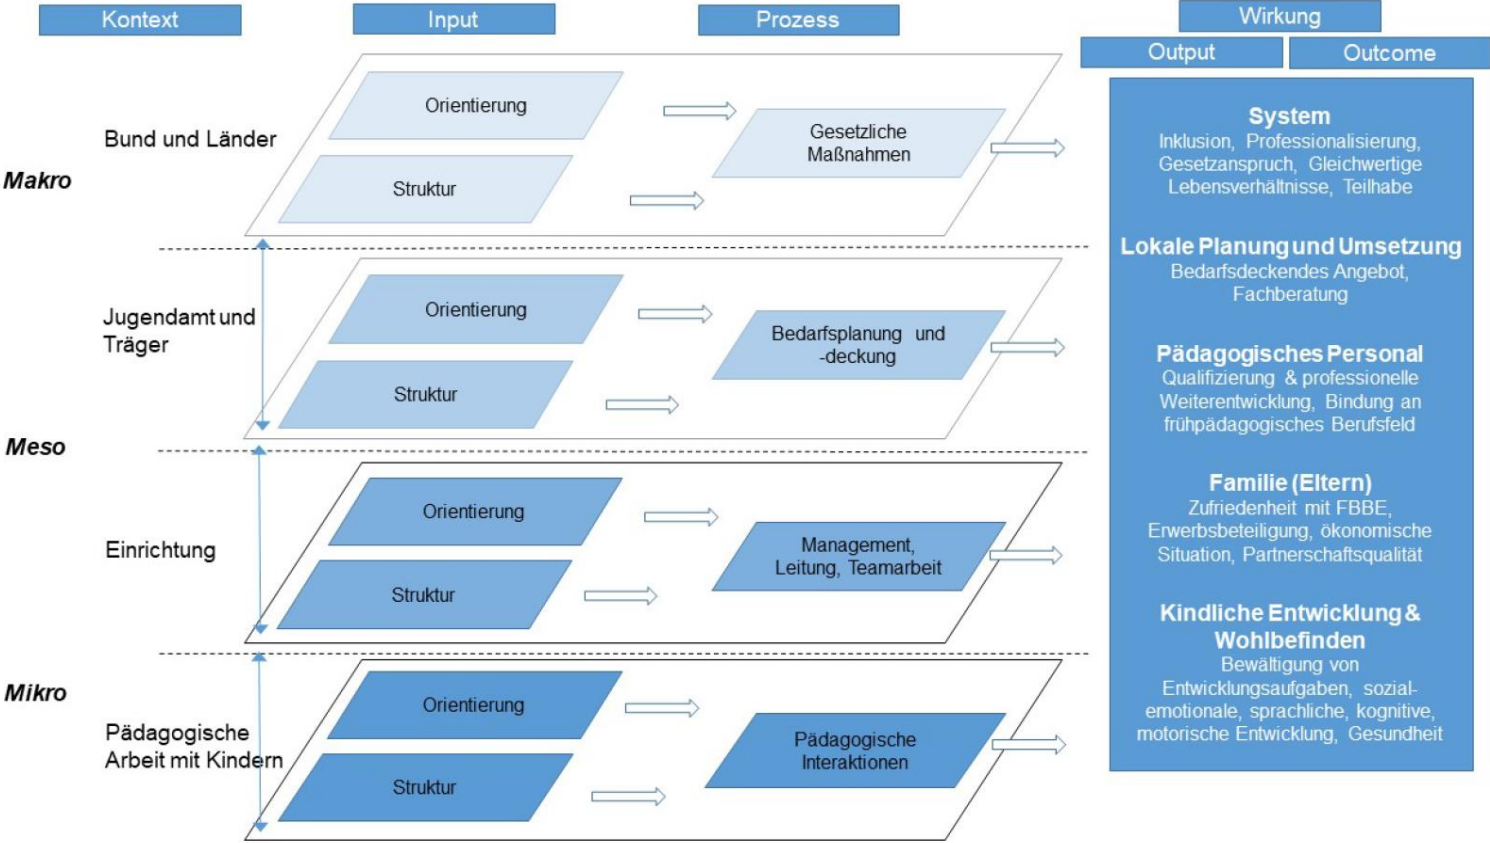 Kontext
Input
Prozess
Wirkung
Output
Outcome
Makro
Bund und Länder
Orientierung
Struktur
Gesetzliche
Maßnahmen
Jugendamt und
Träger
Orientierung
Struktur
Bedarfsplanung und
-deckung
Meso
Einrichtung
Orientierung
Struktur
Management,
Leitung, Teamarbeit
Mikro
Pädagogische
Arbeit mit Kindern
Orientierung
Struktur
Pädagogische
Interaktionen
System
Inklusion, Professionalisierung,
Gesetzanspruch, Gleichwertige
Lebensverhältnisse, Teilhabe
Lokale Planung und Umsetzung
Bedarfsdeckendes Angebot,
Fachberatung
Pädagogisches Personal
Qualifizierung & professionelle
Weiterentwicklung, Bindung an
frühpädagogisches Berufsfeld
Familie (Eltern)
Zufriedenheit mit FBBE,
Erwerbsbeteiligung, ökonomische
Situation, Partnerschaftsqualität
Kindliche Entwicklung &
Wohlbefinden
Bewältigung von
Entwicklungsaufgaben, sozial-
emotionale, sprachliche, kognitive,
motorische Entwicklung, Gesundheit